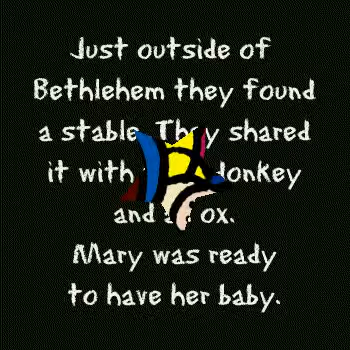 Just outside of
Bethlehem they found
a stable. They shared
it with donkey
and ox.
Mary was ready
to have her baby.